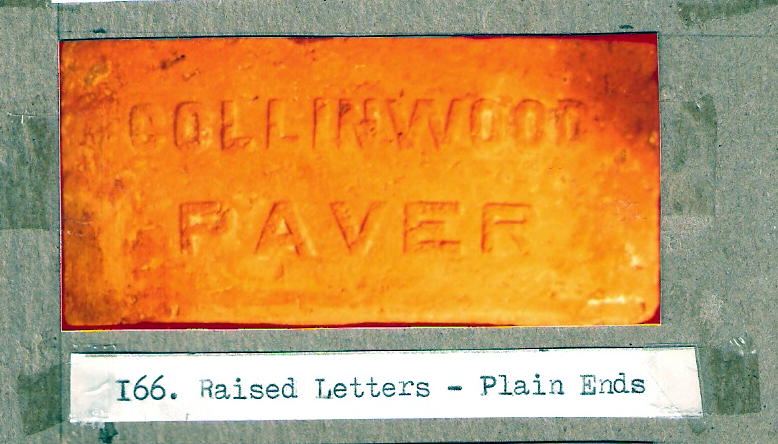 COLLINWOOD
PAVER
I66. Raised Letters - Plain Ends